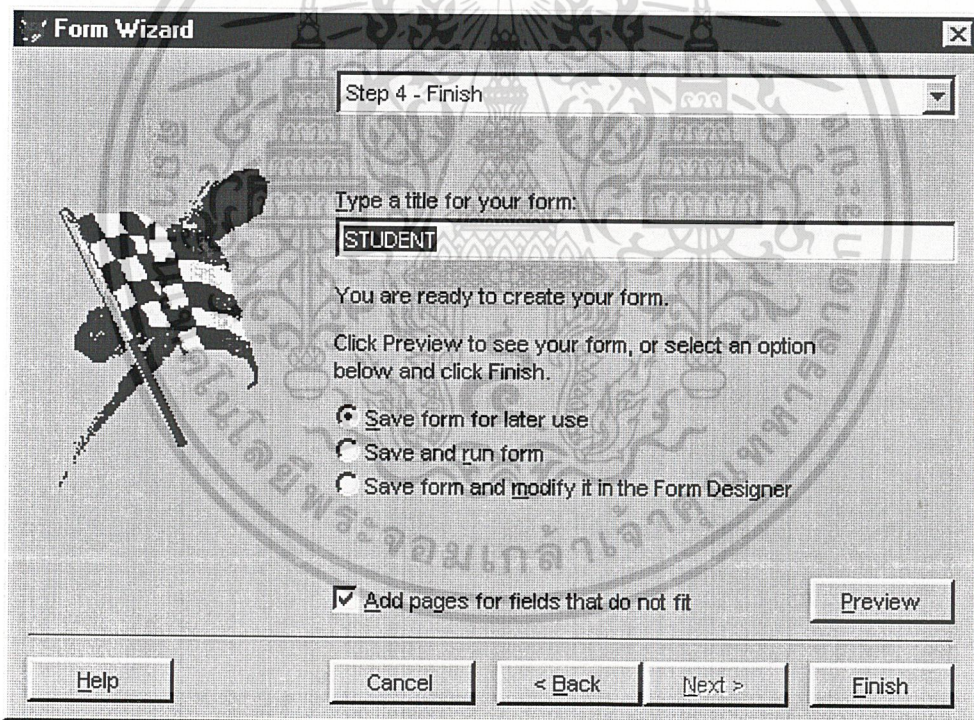 Form Wizard
Step 4 - Finish
Type a title for your form:
STUDENT
You are ready to create your form.
Click Preview to see your form, or select an option
below and click Finish.
Save form for later use
Save and run form
Save form and modify it in the Form Designer
Add pages for fields that do not fit
Preview
Help
Cancel
< Back
Next >
Finish